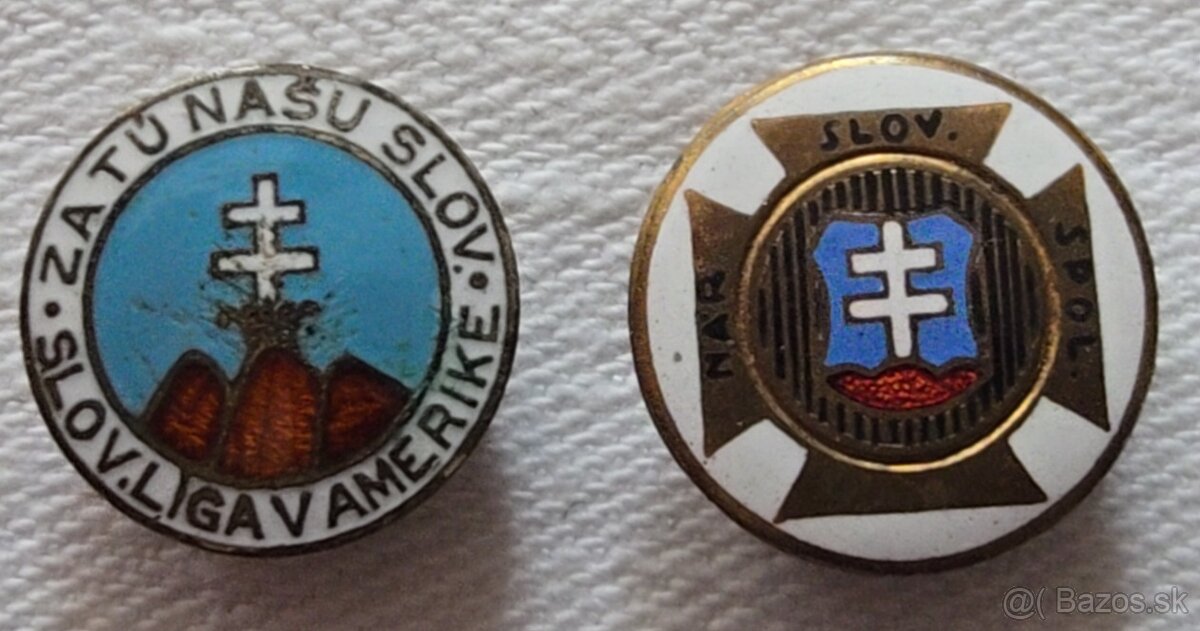 ZA TÚ NAŠU SLOV.
SLOV. LIGA V AMERIKE
NÁR
SLOV.
SPOL.
@( Bazos.sk